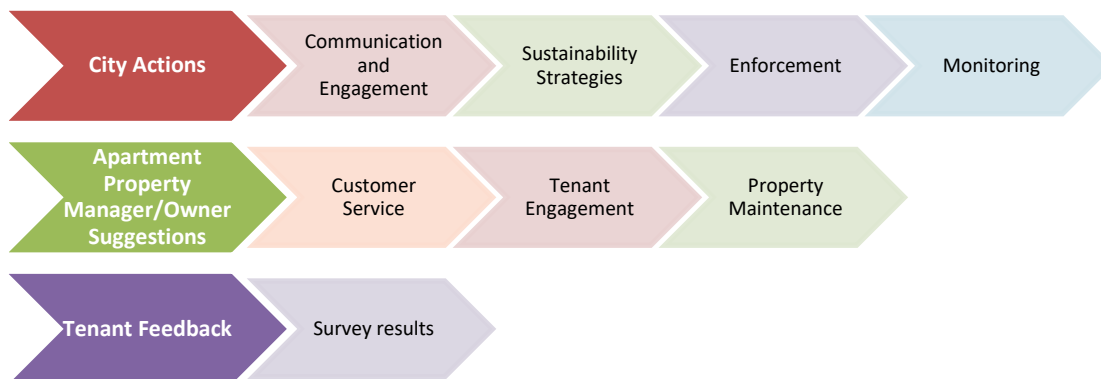 City Actions
Communication
and
Engagement
Sustainability
Strategies
Enforcement
Monitoring
Apartment
Property
Manager/Owner
Suggestions
Customer
Service
Tenant
Engagement
Property
Maintenance
Tenant Feedback
Survey results